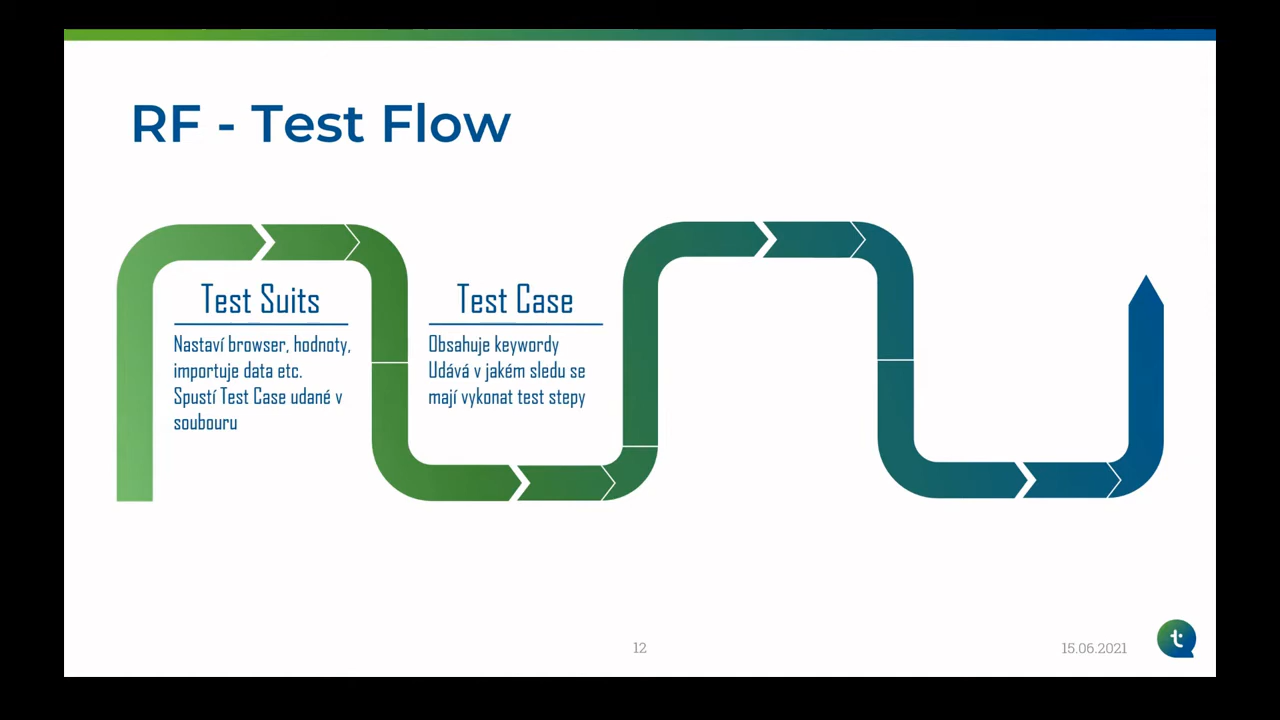 RF - Test Flow
Test Suits
Nastaví browser, hodnoty,
importuje data etc.
Spustí Test Case udané v
soubouru
Test Case
Obsahuje keywordy
Udává v jakém sledu se
mají vykonat test stepy
12
15.06.2021
t